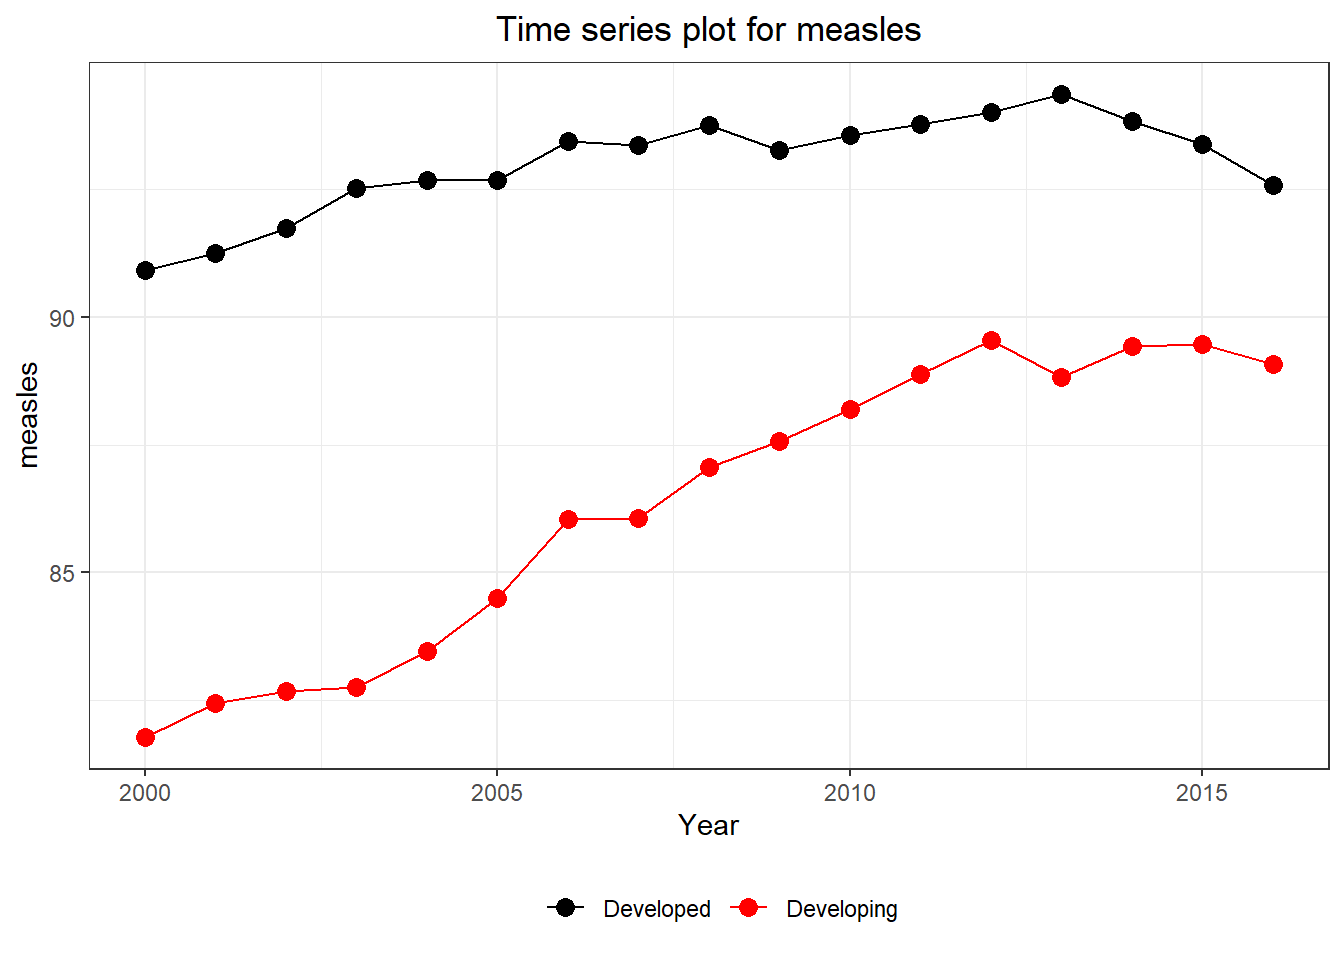 Time series plot for measles
measles
90
85
2000 2005 2010 2015
Year
Developed Developing